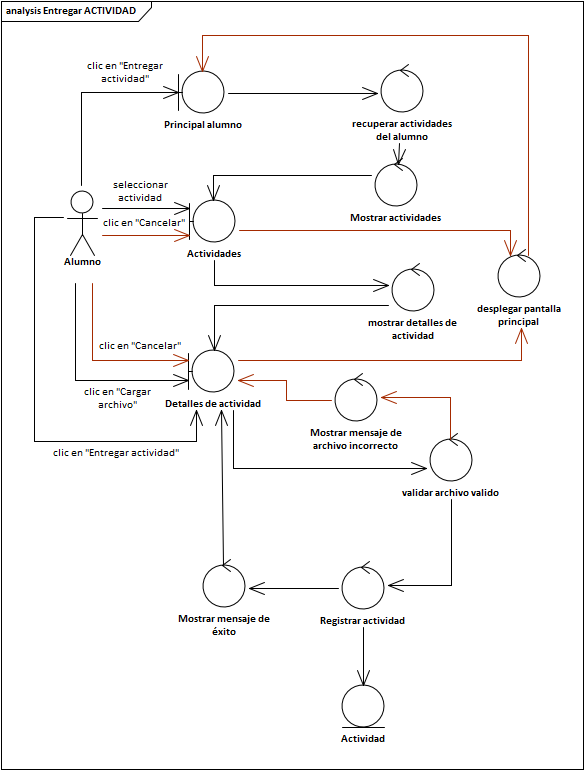 analysis Entregar ACTIVIDAD
clic en "Entregar
actividad"
Principal alumno
recuperar actividades
del alumno
seleccionar
actividad
Mostrar actividades
clic en "Cancelar"
Actividades
Alumno
desplegar pantalla
principal
mostrar detalles de
actividad
clic en "Cancelar"
clic en "Cargar
archivo"
Detalles de actividad
Mostrar mensaje de
archivo incorrecto
clic en "Entregar actividad"
validar archivo valido
Mostrar mensaje de
éxito
Registrar actividad
Actividad